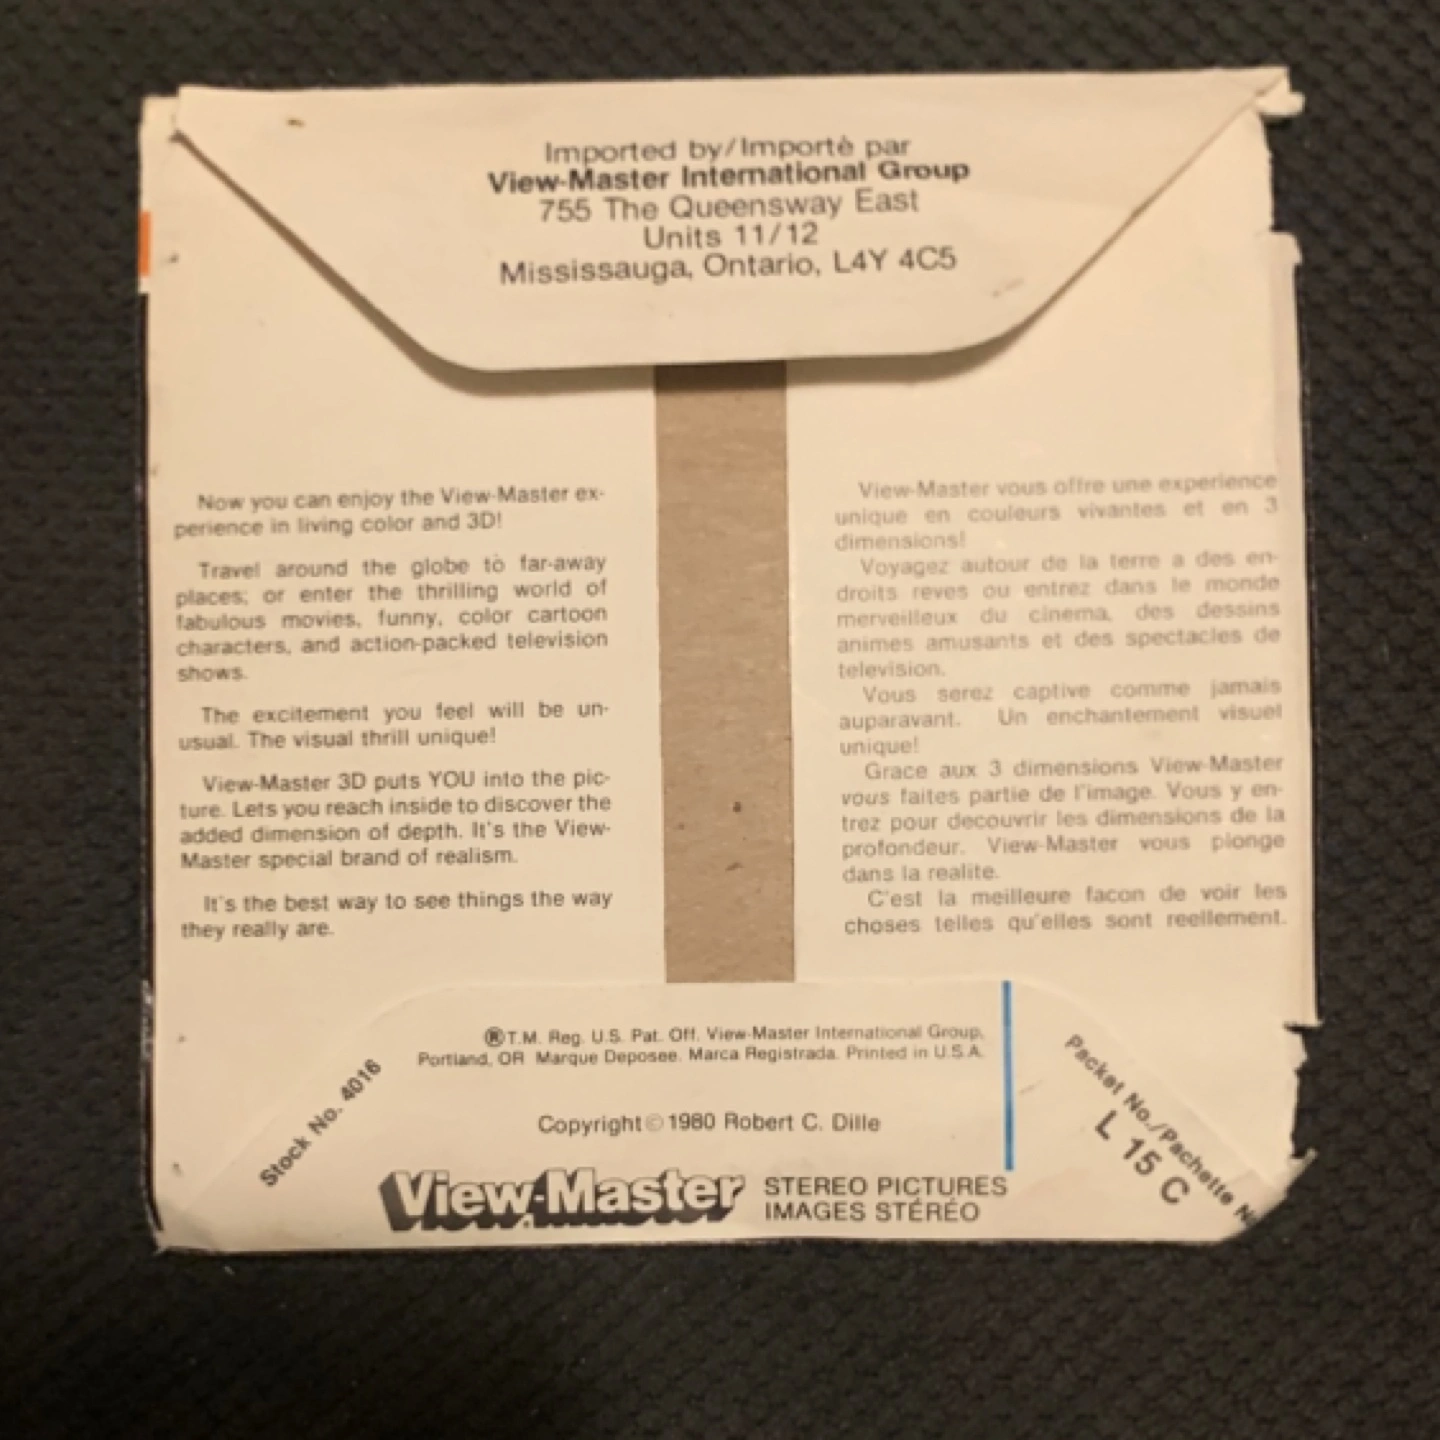 Imported by/Importè par
View-Master International Group
755 The Queensway East
Units 11/12
Mississauga, Ontario, L4Y 4C5
Now you can enjoy the View-Master ex-
perience in living color and 3D!
Travel around the globe to far-away
places; or enter the thrilling world of
fabulous movies, funny, color cartoon
characters, and action-packed television
shows.
The excitement you feel will be un-
usual. The visual thrill unique!
View-Master 3D puts YOU into the pic-
ture. Lets you reach inside to discover the
added dimension of depth. It's the View-
Master special brand of realism.
It's the best way to see things the way
they really are.
View-Master vous offre une experience
unique en couleurs vivantes et en 3
dimensions!
Voyagez autour de la terre a des en-
droits reves ou entrez dans le monde
merveilleux du cinema, des dessins
animes amusants et des spectacles de
television.
Vous serez captive comme jamais
auparavant. Un enchantement visuel
unique!
Grace aux 3 dimensions View-Master
vous faites partie de l'image. Vous y en-
trez pour decouvrir les dimensions de la
profondeur. View-Master vous plonge
dans la realite.
C'est la meilleure facon de voir les
choses telles qu'elles sont reellement.
Stock No. 4016
®T.M. Reg. U.S. Pat. Off. View-Master International Group,
Portland, OR Marque Deposee. Marca Registrada. Printed in U.S.A.
Copyright © 1980 Robert C. Dille
View-Master STEREO PICTURES
IMAGES STÉRÉO
Packet No./Pachette N
L 15 C